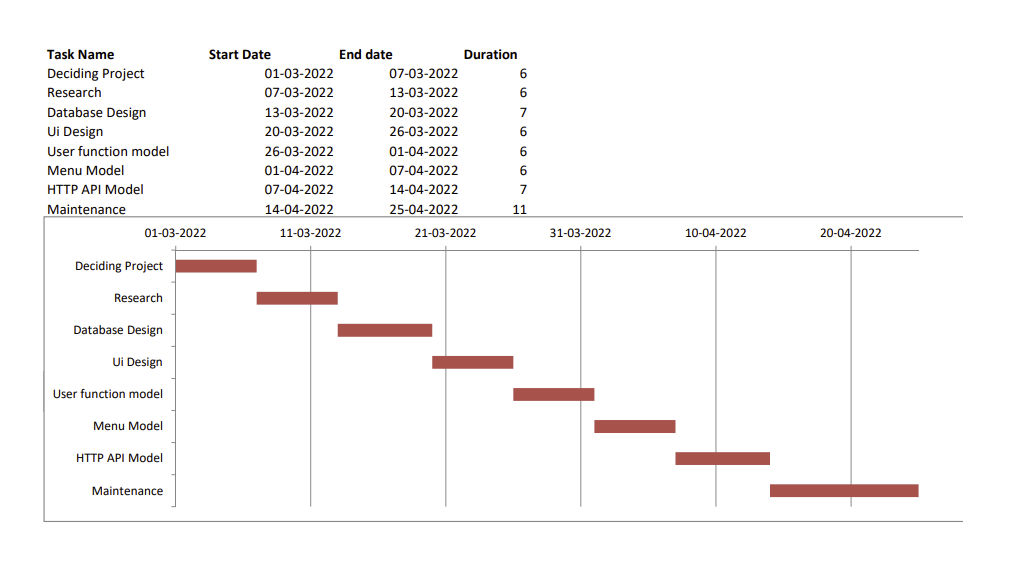 Task Name Start Date End date Duration
Deciding Project 01-03-2022 07-03-2022 6
Research 07-03-2022 13-03-2022 6
Database Design 13-03-2022 20-03-2022 7
Ui Design 20-03-2022 26-03-2022 6
User function model 26-03-2022 01-04-2022 6
Menu Model 01-04-2022 07-04-2022 6
HTTP API Model 07-04-2022 14-04-2022 7
Maintenance 14-04-2022 25-04-2022 11
01-03-2022 11-03-2022 21-03-2022 31-03-2022 10-04-2022 20-04-2022
Deciding Project
Research
Database Design
Ui Design
User function model
Menu Model
HTTP API Model
Maintenance